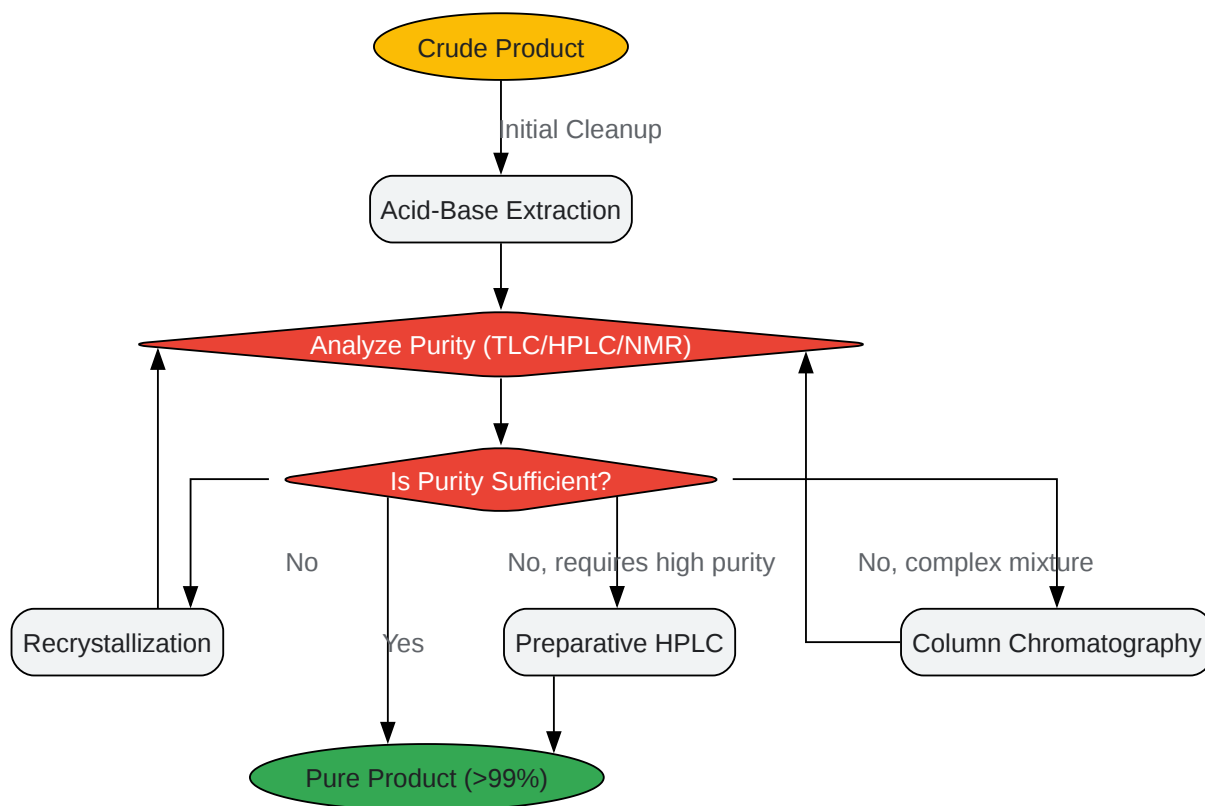 Crude Product
Initial Cleanup
Acid-Base Extraction
Analyze Purity (TLC/HPLC/NMR)
Is Purity Sufficient?
No
No, requires high purity
No, complex mixture
Recrystallization
Yes
Preparative HPLC
Column Chromatography
Pure Product (>99%)